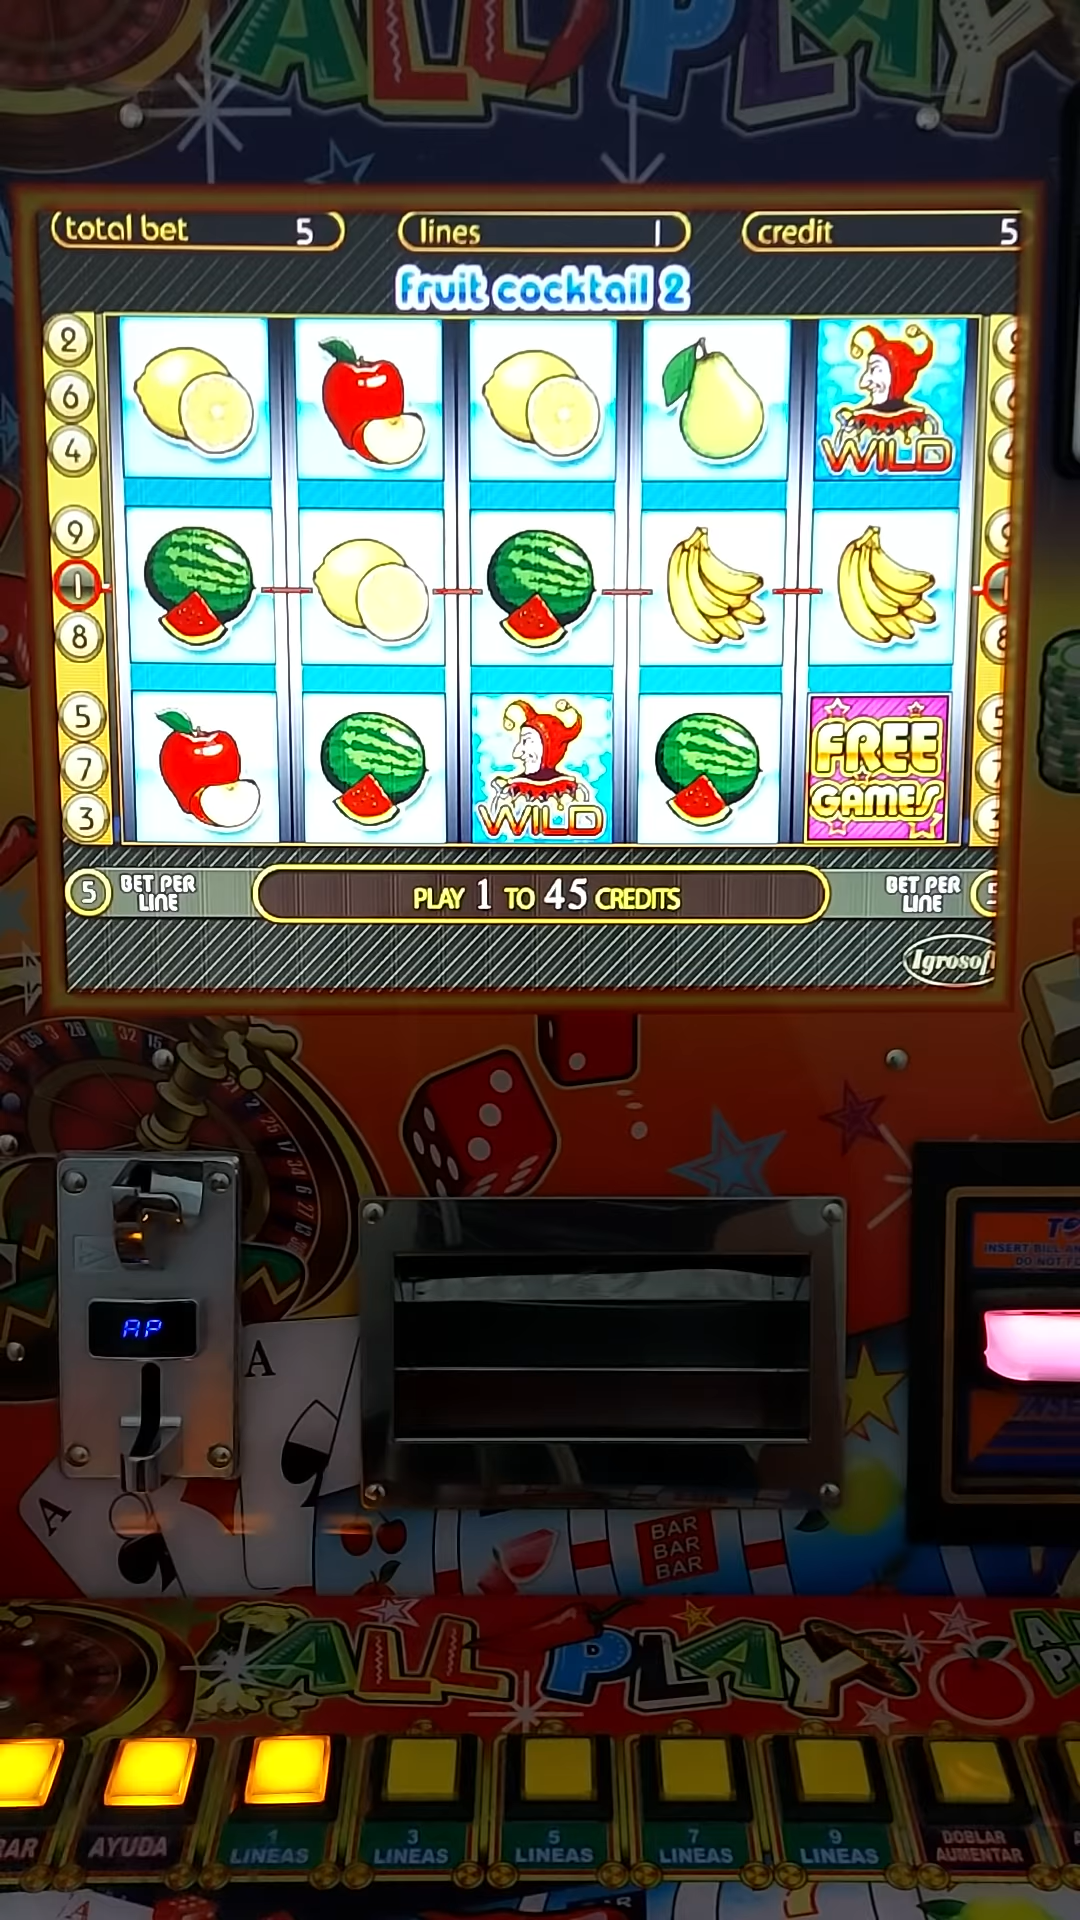 ALL PLAY
total bet 5 lines 1 credit 5
fruit cocktail 2
2
6
4
WILD
9
1
8
5
7
3
WILD
FREE
GAMES
5 BET PER LINE PLAY 1 TO 45 CREDITS BET PER LINE 5
Igrosoft
INSERT BILL
AP
A
A
BAR
BAR
BAR
ALL PLAY
AYUDA
1 LINEAS
3 LINEAS
5 LINEAS
7 LINEAS
9 LINEAS
DOBLAR AUMENTAR